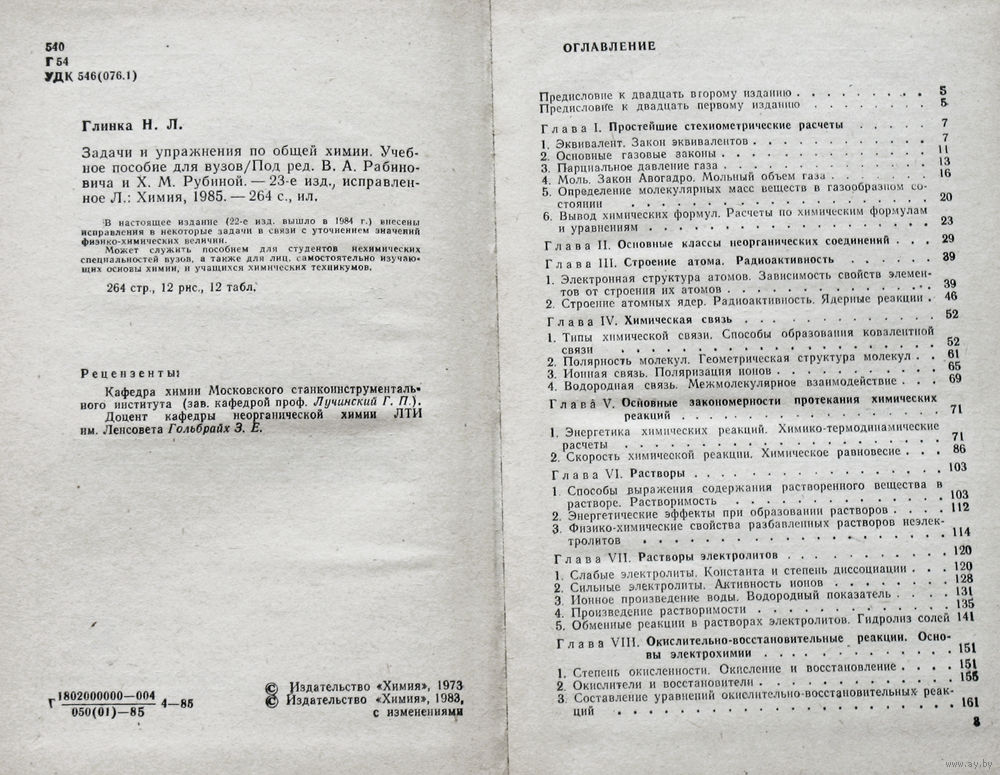 540
Г 54
УДК 546(076.1)
Глинка Н. Л.
Задачи и упражнения по общей химии. Учеб-
ное пособие для вузов/Под ред. В. А. Рабино-
вича и Х. М. Рубиной. — 23-е изд., исправлен-
ное Л.: Химия, 1985. — 264 с., ил.
В настоящее издание (22-е изд. вышло в 1984 г.) внесены
исправления в некоторые задачи в связи с уточнением значений
физико-химических величин.
Может служить пособием для студентов нехимических
специальностей вузов, а также для лиц, самостоятельно изучаю-
щих основы химии, и учащихся химических техникумов.
264 стр., 12 рис., 12 табл.
Рецензенты:
Кафедра химии Московского станкоинструменталь-
ного института (зав. кафедрой проф. Лучинский Г. П.).
Доцент кафедры неорганической химии ЛТИ
им. Ленсовета Гольбрайх З. Е.
Г 1802000000—004 4—85
050(01)—85
© Издательство «Химия», 1973
© Издательство «Химия», 1983,
с изменениями
ОГЛАВЛЕНИЕ
Предисловие к двадцать второму изданию . . . . . . . . . 5
Предисловие к двадцать первому изданию . . . . . . . . . 5
Глава I. Простейшие стехиометрические расчеты . . . . . 7
1. Эквивалент. Закон эквивалентов . . . . . . . . . . . 7
2. Основные газовые законы . . . . . . . . . . . . . 11
3. Парциальное давление газа . . . . . . . . . . . . . 13
4. Моль. Закон Авогадро. Мольный объем газа . . . . . . 16
5. Определение молекулярных масс веществ в газообразном со-
стоянии . . . . . . . . . . . . . . . . . . 20
6. Вывод химических формул. Расчеты по химическим формулам
и уравнениям . . . . . . . . . . . . . . . . 23
Глава II. Основные классы неорганических соединений . . . 29
Глава III. Строение атома. Радиоактивность . . . . . . 39
1. Электронная структура атомов. Зависимость свойств элемен-
тов от строения их атомов . . . . . . . . . . . . 39
2. Строение атомных ядер. Радиоактивность. Ядерные реакции . 46
Глава IV. Химическая связь . . . . . . . . . . . . 52
1. Типы химической связи. Способы образования ковалентной
связи . . . . . . . . . . . . . . . . . . . 52
2. Полярность молекул. Геометрическая структура молекул . . 61
3. Ионная связь. Поляризация ионов . . . . . . . . . . 65
4. Водородная связь. Межмолекулярное взаимодействие . . . 69
Глава V. Основные закономерности протекания химических
реакций . . . . . . . . . . . . . . . . 71
1. Энергетика химических реакций. Химико-термодинамические
расчеты . . . . . . . . . . . . . . . . . . 71
2. Скорость химической реакции. Химическое равновесие . . . 86
Глава VI. Растворы . . . . . . . . . . . . . . . 103
1. Способы выражения содержания растворенного вещества в
растворе. Растворимость . . . . . . . . . . . . . 103
2. Энергетические эффекты при образовании растворов . . . . 112
3. Физико-химические свойства разбавленных растворов неэлек-
тролитов . . . . . . . . . . . . . . . . . . 114
Глава VII. Растворы электролитов . . . . . . . . . . 120
1. Слабые электролиты. Константа и степень диссоциации . . . 120
2. Сильные электролиты. Активность ионов . . . . . . . . 128
3. Ионное произведение воды. Водородный показатель . . . . 131
4. Произведение растворимости . . . . . . . . . . . . 135
5. Обменные реакции в растворах электролитов. Гидролиз солей 141
Глава VIII. Окислительно-восстановительные реакции. Осно-
вы электрохимии . . . . . . . . . . . . . 151
1. Степень окисленности. Окисление и восстановление . . . . 151
2. Окислители и восстановители . . . . . . . . . . . . 155
3. Составление уравнений окислительно-восстановительных реак-
ций . . . . . . . . . . . . . . . . . . . . 161
3
www.ay.by